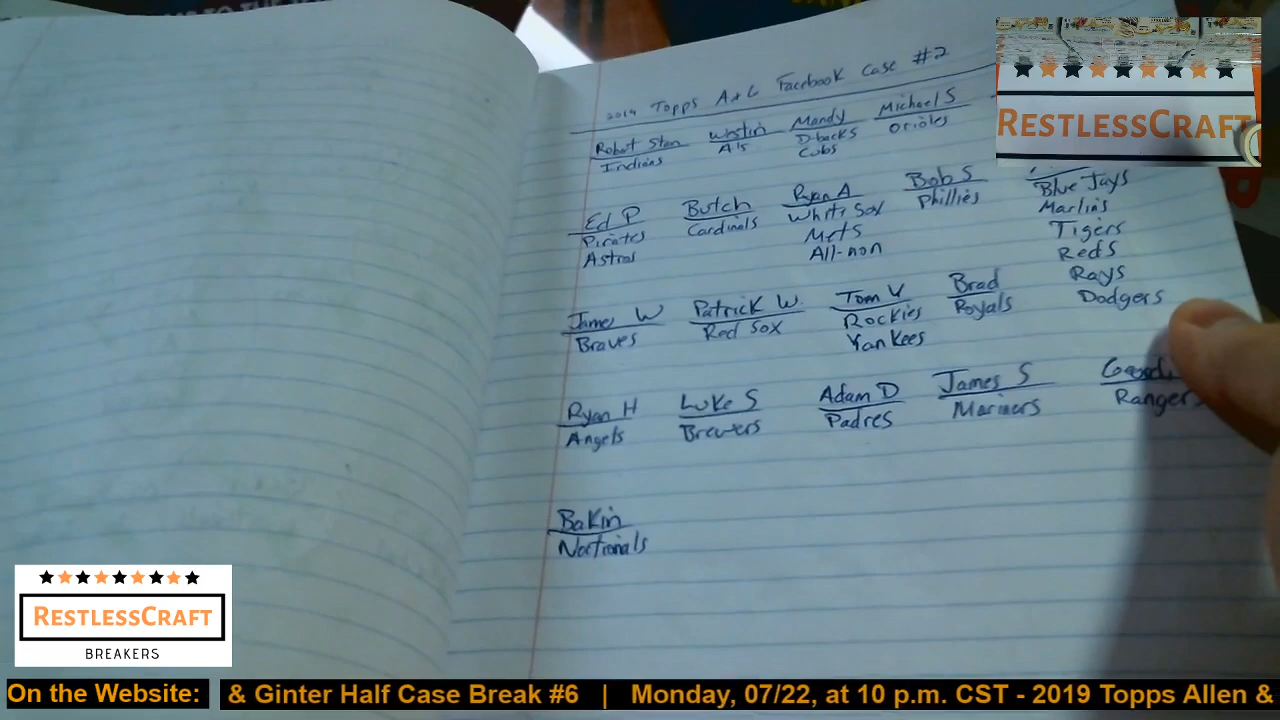 2019 Topps A+G Facebook Case #2
Robot Stan Westin Mandy Michael S
Indians A's D-backs Orioles
Cubs
Ed P Butch Ryan A Bob S
Pirates Cardinals White Sox Phillies Blue Jays
Astros Mets Marlins
All-non Tigers
Reds
James W Patrick W. Tom V Brad Rays
Braves Red Sox Rockies Royals Dodgers
Yankees
Ryan H Luke S Adam D James S
Angels Brewers Padres Mariners Rangers
Bakin
Nactionals
RESTLESSCRAFT
RESTLESSCRAFT
BREAKERS
On the Website: & Ginter Half Case Break #6 | Monday, 07/22, at 10 p.m. CST - 2019 Topps Allen &